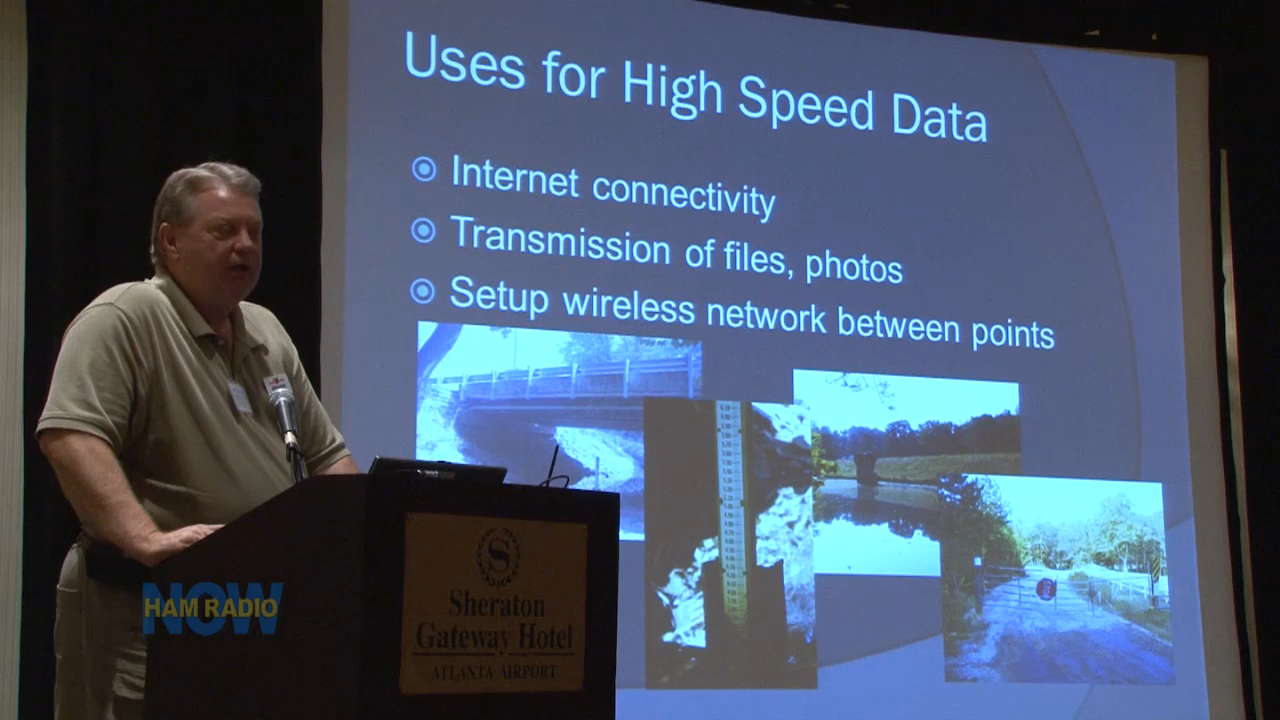 Uses for High Speed Data
Internet connectivity
Transmission of files, photos
Setup wireless network between points
S
Sheraton
Gateway Hotel
ATLANTA AIRPORT
NOW
HAM RADIO